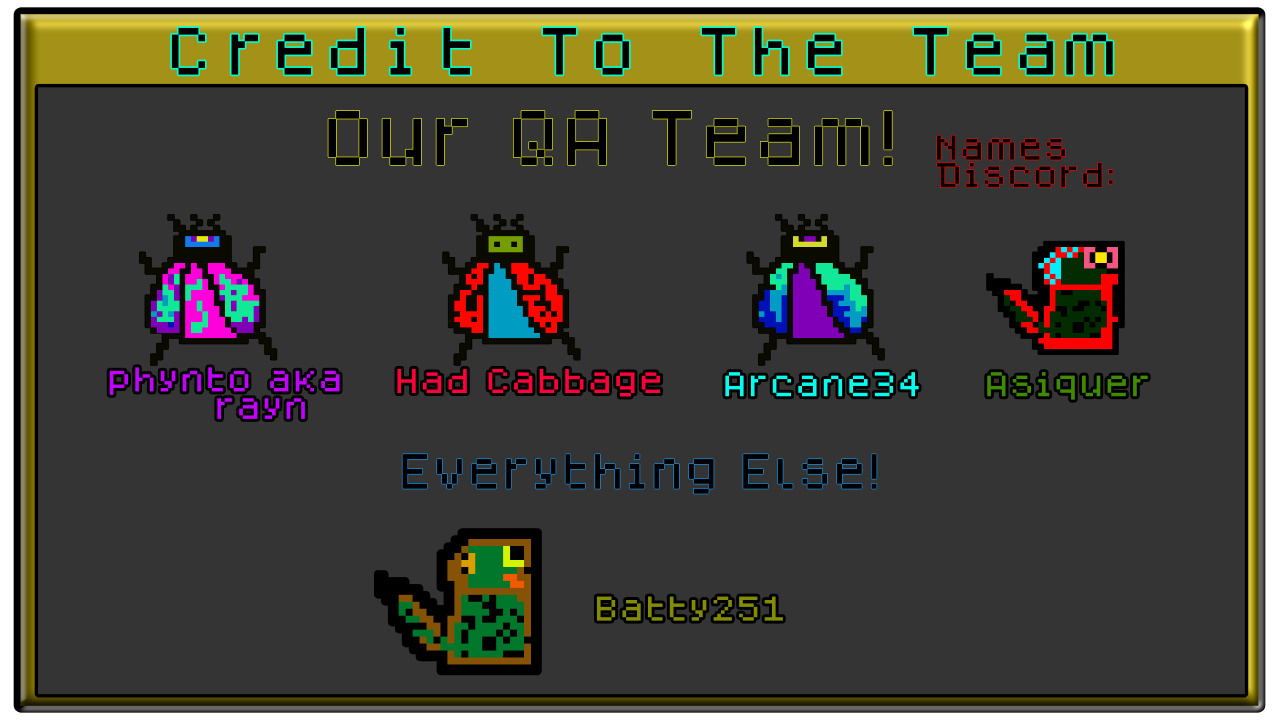 Credit To The Team
Our QA Team!
Names
Discord:
phynto aka
rayn
Had Cabbage
Arcane34
Asiquer
Everything Else!
Batty251